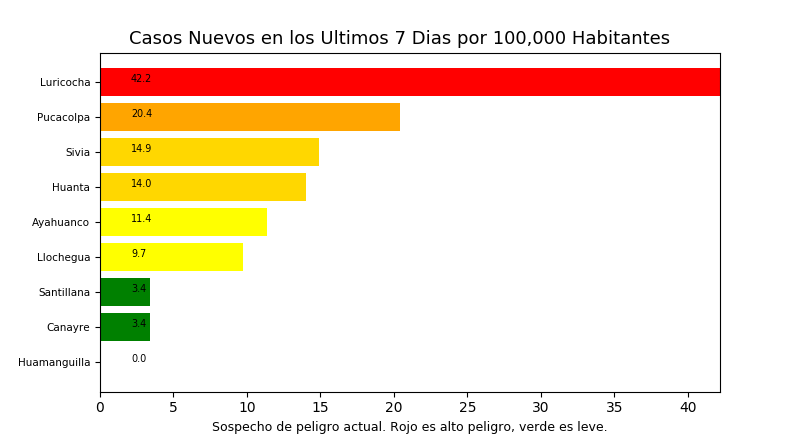 Casos Nuevos en los Ultimos 7 Dias por 100,000 Habitantes
Luricocha 42.2
Pucacolpa 20.4
Sivia 14.9
Huanta 14.0
Ayahuanco 11.4
Llochegua 9.7
Santillana 3.4
Canayre 3.4
Huamanguilla 0.0
0 5 10 15 20 25 30 35 40
Sospecho de peligro actual. Rojo es alto peligro, verde es leve.